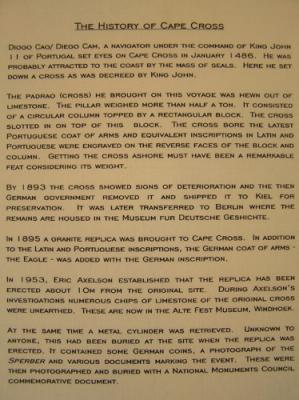 The History of Cape Cross
Diogo Cao/ Diego Cam, a navigator under the command of King John
11 of Portugal set eyes on Cape Cross in January 1486. He was
probably attracted to the coast by the mass of seals. Here he set
down a cross as was decreed by King John.
The padrao (cross) he brought on this voyage was hewn out of
limestone. The pillar weighed more than half a ton. It consisted
of a circular column topped by a rectangular block. The cross
slotted in on top of this block. The cross bore the latest
Portuguese coat of arms and equivalent inscriptions in Latin and
Portuguese were engraved on the reverse faces of the block and
column. Getting the cross ashore must have been a remarkable
feat considering its weight.
By 1893 the cross showed signs of deterioration and the then
German government removed it and shipped it to Kiel for
preservation. It was later transferred to Berlin where the
remains are housed in the Museum fur Deutsche Geshichte.
In 1895 a granite replica was brought to Cape Cross. In addition
to the Latin and Portuguese inscriptions, the German coat of arms -
the Eagle - was added with the German inscription.
In 1953, Eric Axelson established that the replica has been
erected about 10m from the original site. During Axelson's
investigations numerous chips of limestone of the original cross
were unearthed. These are now in the Alte Fest Museum, Windhoek.
At the same time a metal cylinder was retrieved. Unknown to
anyone, this had been buried at the site when the replica was
erected. It contained some German coins, a photograph of the
Sperber and various documents marking the event. These were
then photographed and buried with a National Monuments Council
commemorative document.